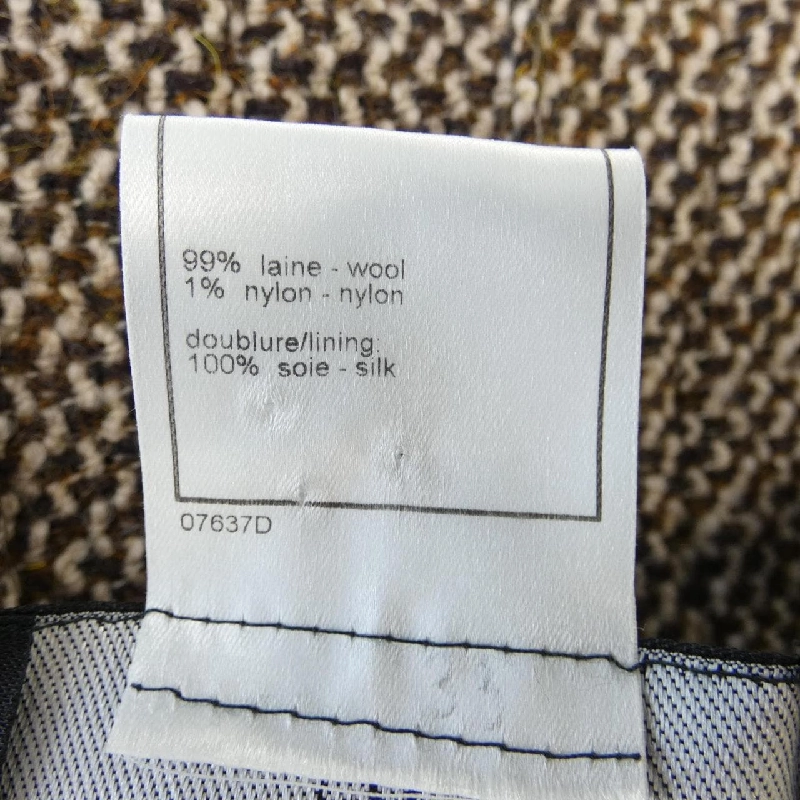 99% laine - wool
1% nylon - nylon
doublure/lining:
100% soie - silk
07637D